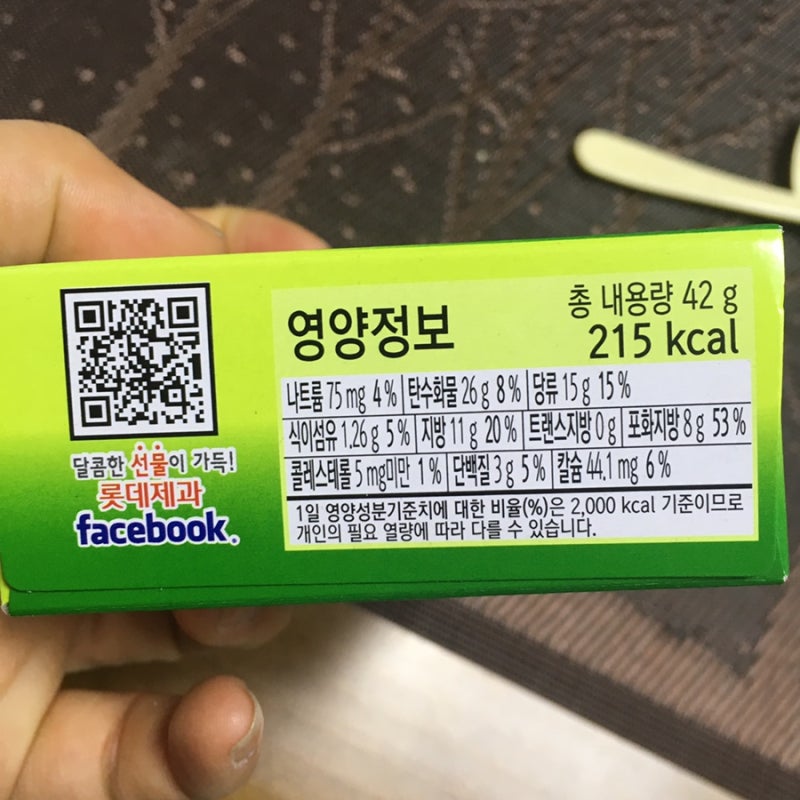 영양정보
총 내용량 42 g
215 kcal
나트륨 75 mg 4% 탄수화물 26 g 8% 당류 15 g 15%
식이섬유 1.26 g 5% 지방 11 g 20% 트랜스지방 0 g 포화지방 8 g 53%
콜레스테롤 5 mg미만 1% 단백질 3 g 5% 칼슘 44.1 mg 6%
1일 영양성분기준치에 대한 비율(%)은 2,000 kcal 기준이므로
개인의 필요 열량에 따라 다를 수 있습니다.
달콤한 선물이 가득!
롯데제과
facebook.